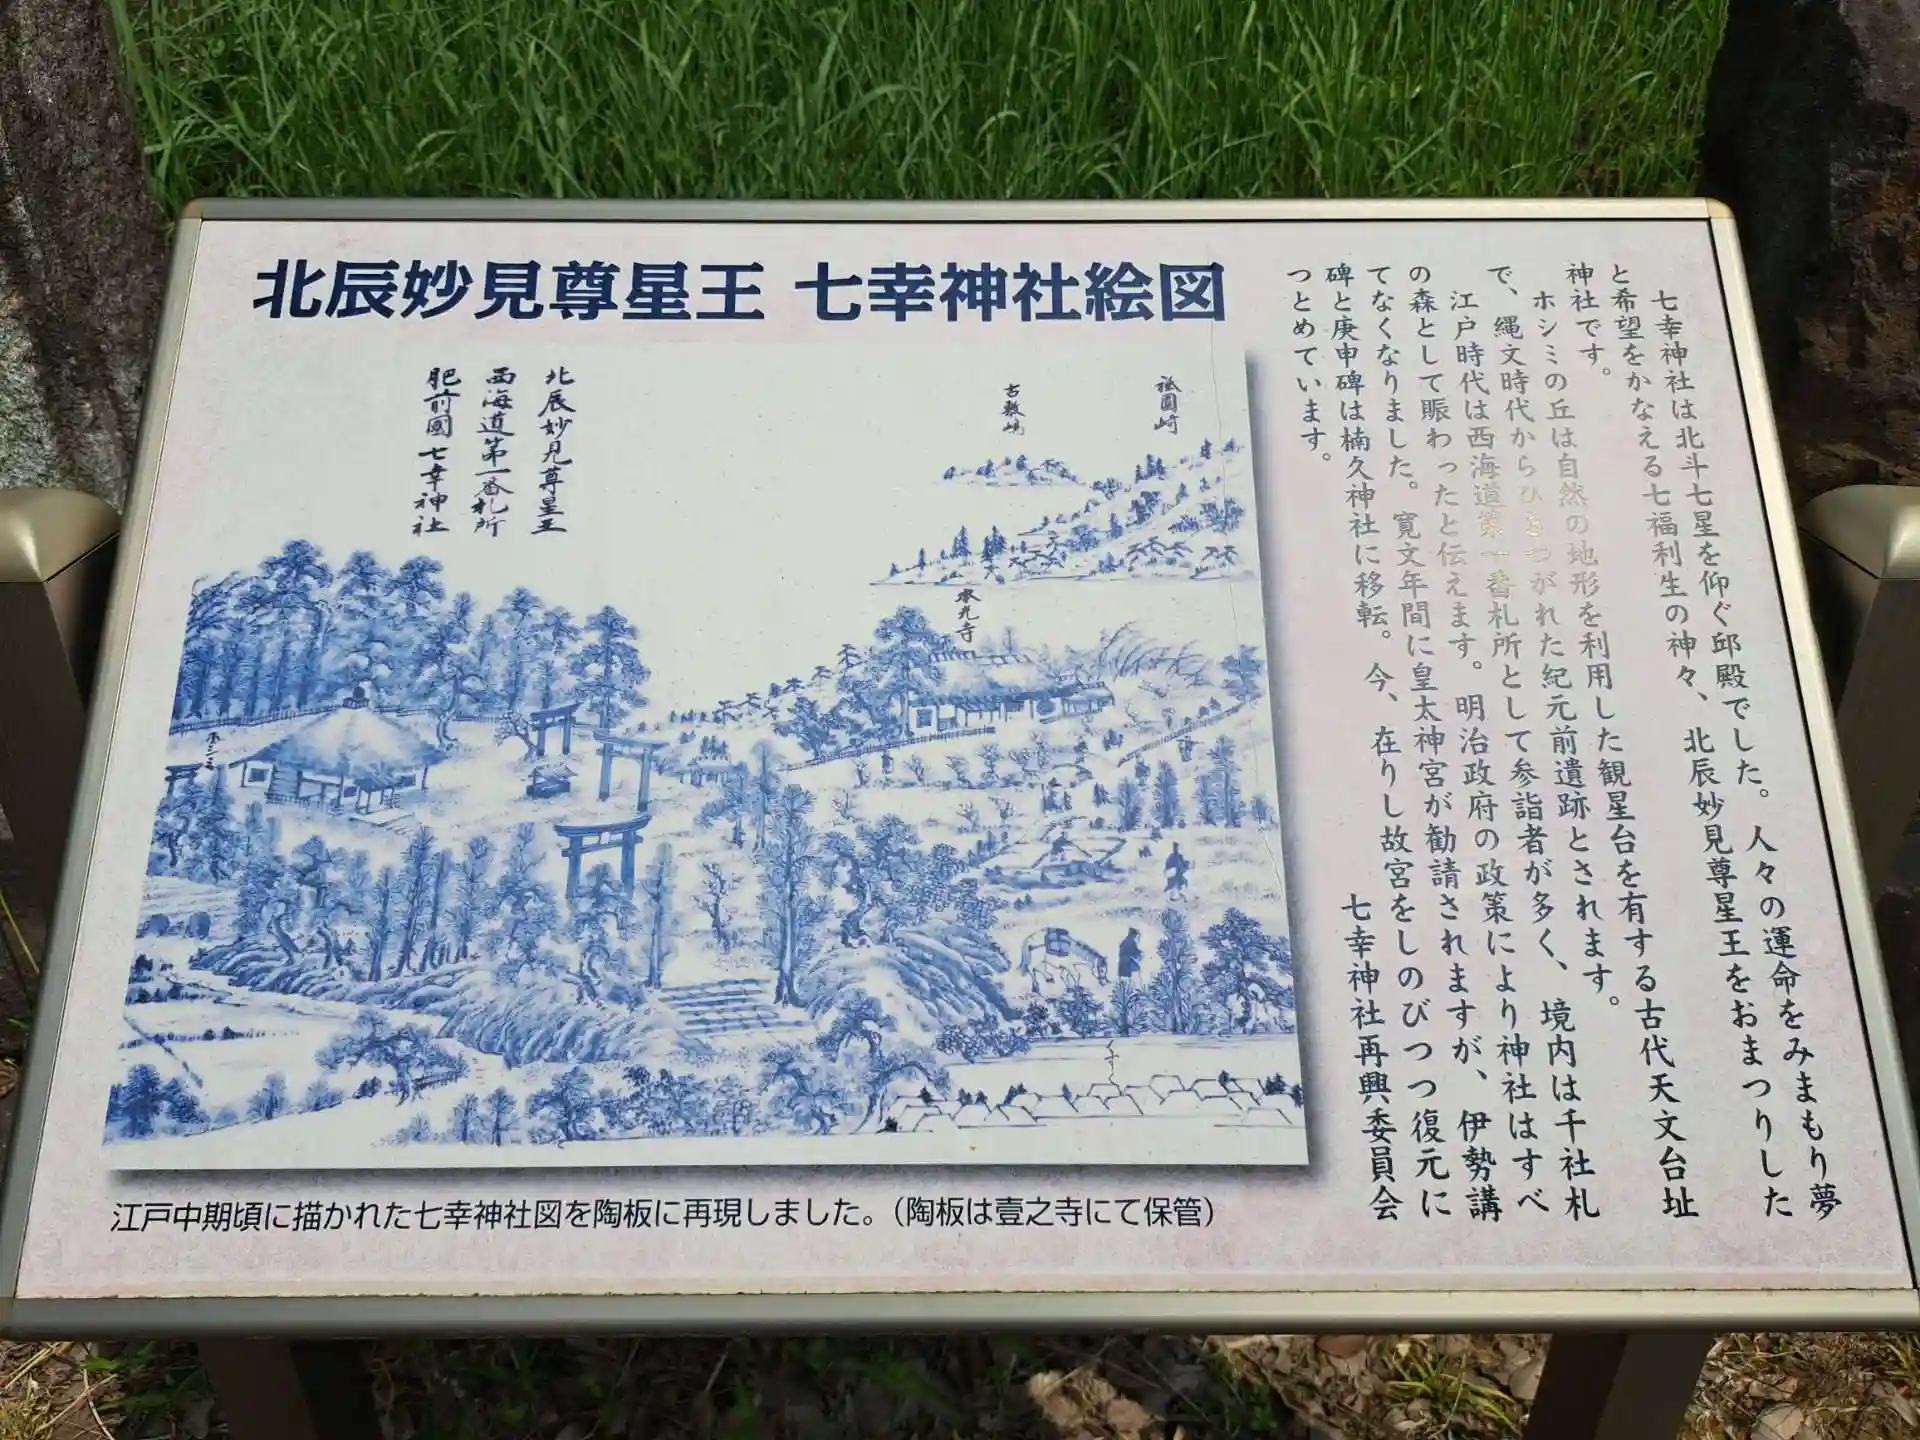 北辰妙見尊星王 七幸神社絵図
七幸神社は北斗七星を仰ぐ邱殿でした。人々の運命をみまもり夢
と希望をかなえる七福利生の神々、北辰妙見尊星王をおまつりした
神社です。
ホシミの丘は自然の地形を利用した観星台を有する古代天文台址
で、縄文時代からひきつがれた紀元前遺跡とされます。
江戸時代は西海道第一番札所として参詣者が多く、境内は千社札
の森として賑わったと伝えます。明治政府の政策により神社はすべ
てなくなりました。寛文年間に皇太神宮が勧請されますが、伊勢講
碑と庚申碑は楠久神社に移転。今、在りし故宮をしのびつつ復元に
つとめています。
七幸神社再興委員会
北辰妙見尊星王
西海道第一番札所
肥前國七幸神社
祗園崎
古敷嶋
本光寺
ホシミ
江戸中期頃に描かれた七幸神社図を陶板に再現しました。（陶板は壹之寺にて保管）